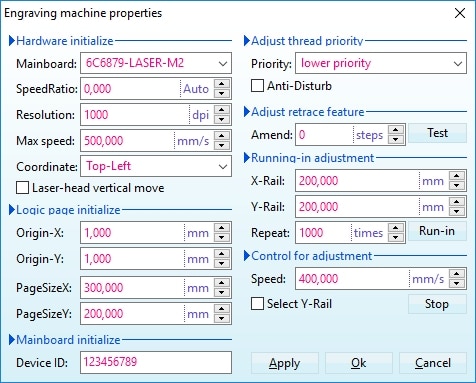 Engraving machine properties
Hardware initialize
Mainboard: 6C6879-LASER-M2
SpeedRatio: 0,000 Auto
Resolution: 1000 dpi
Max speed: 500,000 mm/s
Coordinate: Top-Left
Laser-head vertical move
Logic page initialize
Origin-X: 1,000 mm
Origin-Y: 1,000 mm
PageSizeX: 300,000 mm
PageSizeY: 200,000 mm
Mainboard initialize
Device ID: 123456789
Adjust thread priority
Priority: lower priority
Anti-Disturb
Adjust retrace feature
Amend: 0 steps Test
Running-in adjustment
X-Rail: 200,000 mm
Y-Rail: 200,000 mm
Repeat: 1000 times Run-in
Control for adjustment
Speed: 400,000 mm/s
Select Y-Rail Stop
Apply Ok Cancel